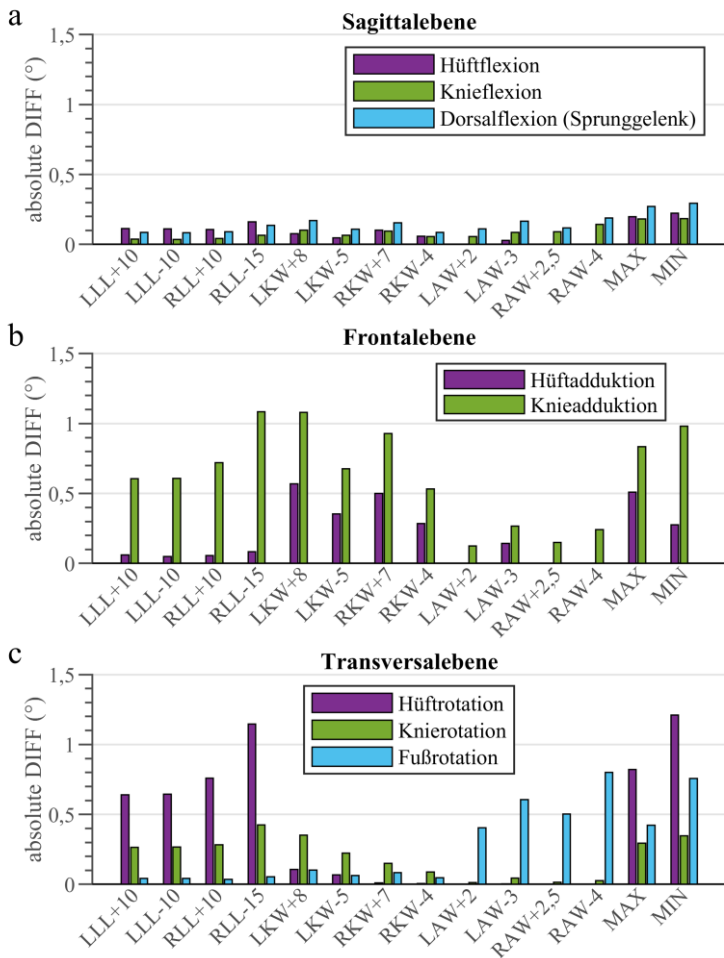 a
Sagittalebene
1,5
1
0,5
0
absolute DIFF (°)
Hüftflexion
Knieflexion
Dorsalflexion (Sprunggelenk)
LLL+10
LLL-10
RLL+10
RLL-15
LKW+8
LKW-5
RKW+7
RKW-4
LAW+2
LAW-3
RAW+2,5
RAW-4
MAX
MIN
b
Frontalebene
1,5
1
0,5
0
absolute DIFF (°)
Hüftadduktion
Knieadduktion
LLL+10
LLL-10
RLL+10
RLL-15
LKW+8
LKW-5
RKW+7
RKW-4
LAW+2
LAW-3
RAW+2,5
RAW-4
MAX
MIN
c
Transversalebene
1,5
1
0,5
0
absolute DIFF (°)
Hüftrotation
Knierotation
Fußrotation
LLL+10
LLL-10
RLL+10
RLL-15
LKW+8
LKW-5
RKW+7
RKW-4
LAW+2
LAW-3
RAW+2,5
RAW-4
MAX
MIN